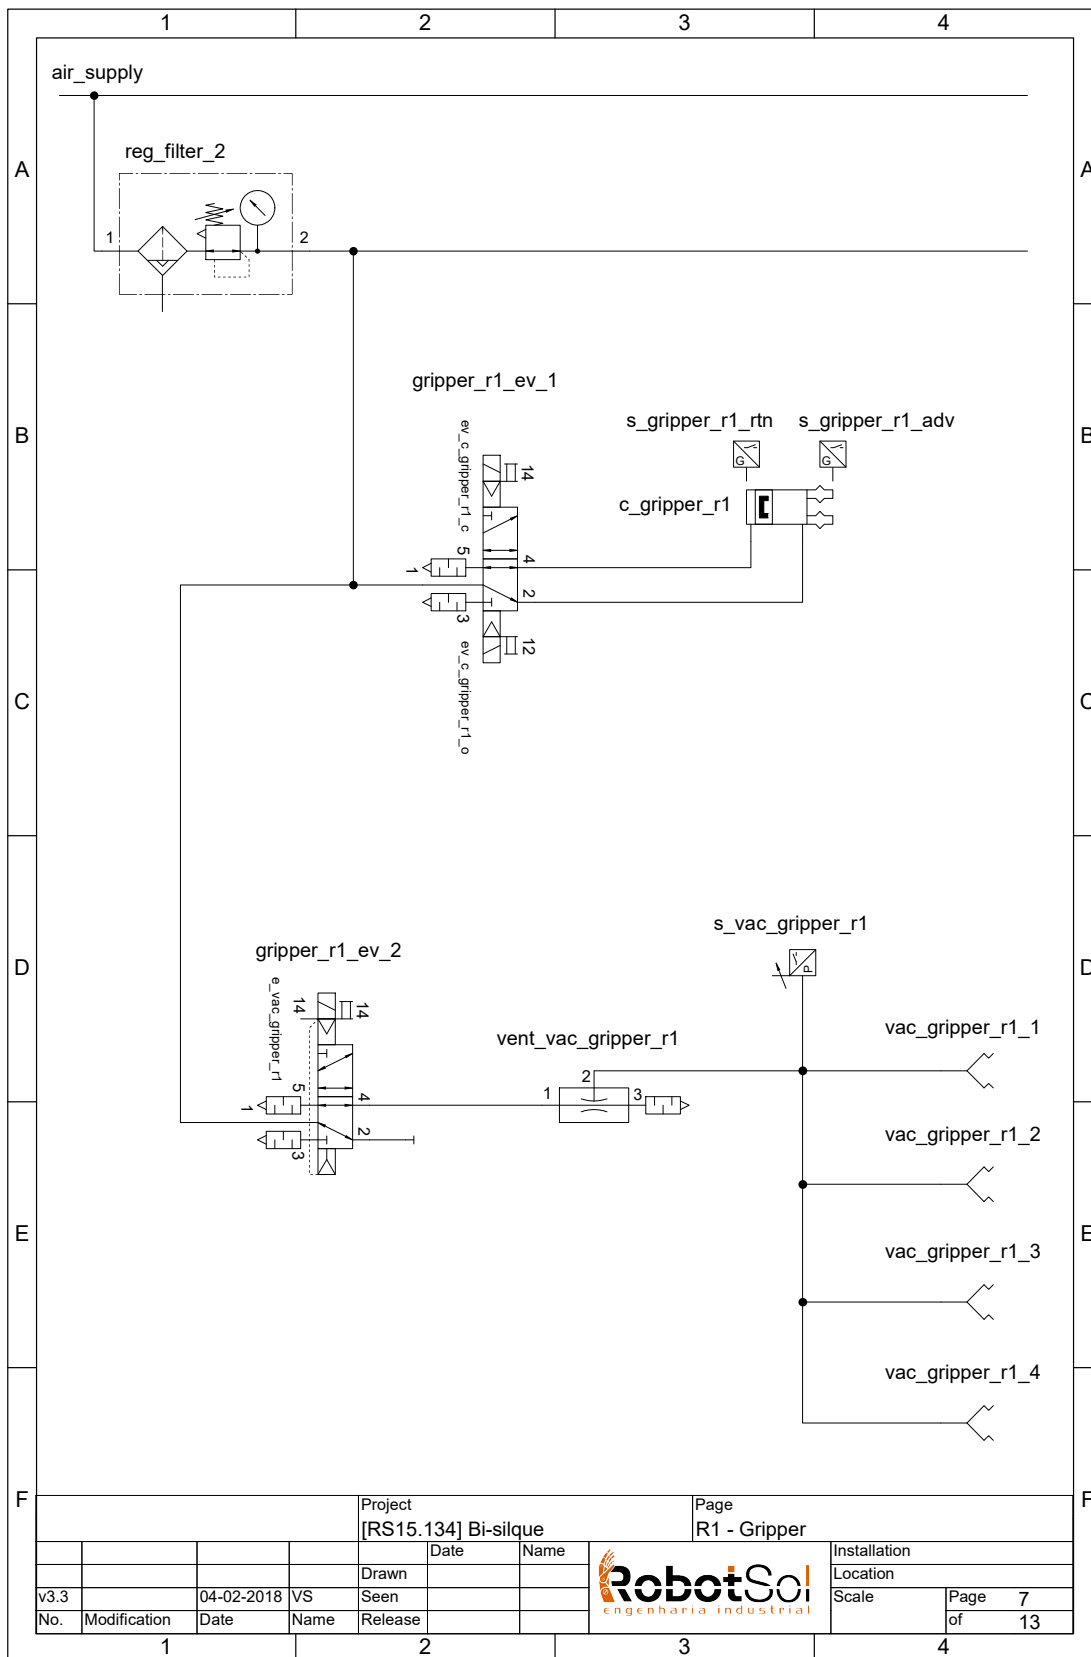 1 2 3 4
air_supply
A A
reg_filter_2
1 2
gripper_r1_ev_1
B B
s_gripper_r1_rtn s_gripper_r1_adv
ev_c_gripper_r1_c
14
G G
c_gripper_r1
5 4
1
3 2
12
ev_c_gripper_r1_o
C C
s_vac_gripper_r1
gripper_r1_ev_2
D D
P
e_vac_gripper_r1
14 14
vac_gripper_r1_1
vent_vac_gripper_r1
2
5 4
1 3
1
vac_gripper_r1_2
3 2
E E
vac_gripper_r1_3
vac_gripper_r1_4
F F
Project Page
[RS15.134] Bi-silque R1 - Gripper
Date Name Installation
Drawn Location
RobotSol
engenharia industrial
v3.3 04-02-2018 VS Seen Scale Page 7
No. Modification Date Name Release of 13
1 2 3 4